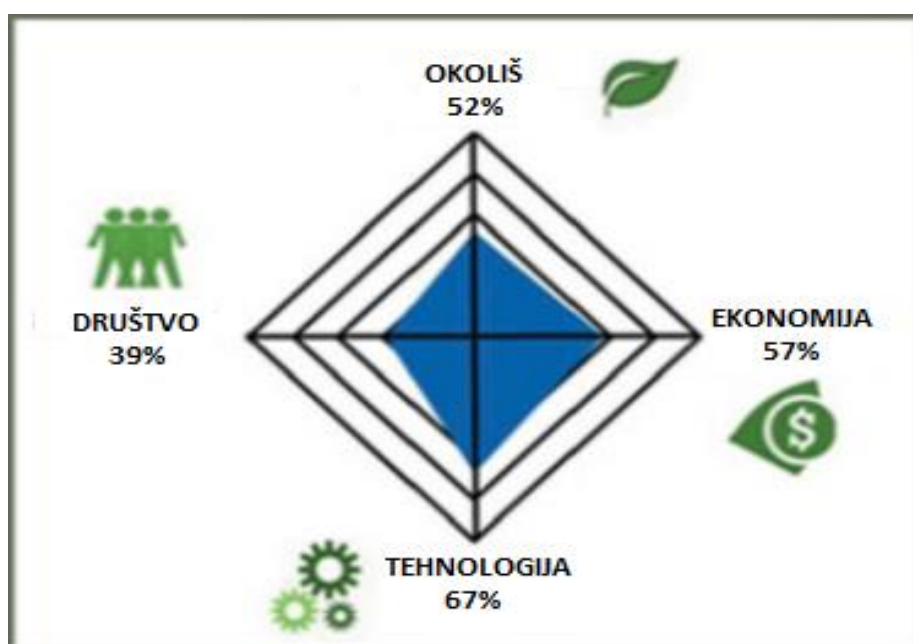 OKOLIŠ
52%
DRUŠTVO
39%
EKONOMIJA
57%
$
TEHNOLOGIJA
67%